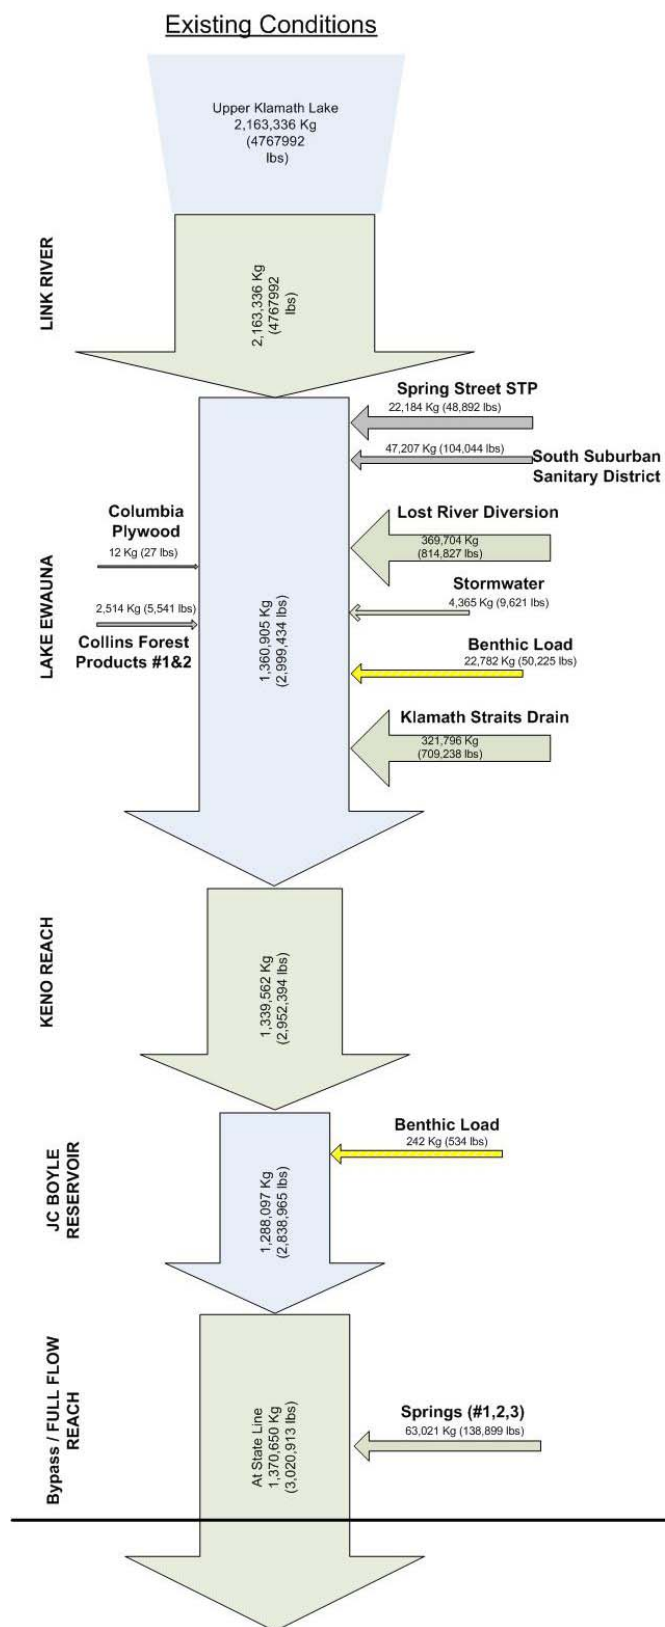 Existing Conditions
Upper Klamath Lake
2,163,336 Kg
(4767992
lbs)
LINK RIVER
2,163,336 Kg
(4767992
lbs)
Spring Street STP
22,184 Kg (48,892 lbs)
47,207 Kg (104,044 lbs)
South Suburban
Sanitary District
Columbia
Plywood
12 Kg (27 lbs)
Lost River Diversion
369,704 Kg
(814,827 lbs)
Stormwater
4,365 Kg (9,621 lbs)
2,514 Kg (5,541 lbs)
Collins Forest
Products #1&2
LAKE EWAUNA
1,360,905 Kg
(2,999,434 lbs)
Benthic Load
22,782 Kg (50,225 lbs)
Klamath Straits Drain
321,796 Kg
(709,238 lbs)
KENO REACH
1,339,562 Kg
(2,952,394 lbs)
JC BOYLE
RESERVOIR
1,288,097 Kg
(2,838,965 lbs)
Benthic Load
242 Kg (534 lbs)
Bypass / FULL FLOW
REACH
At State Line
1,370,650 Kg
(3,020,913 lbs)
Springs (#1,2,3)
63,021 Kg (138,899 lbs)